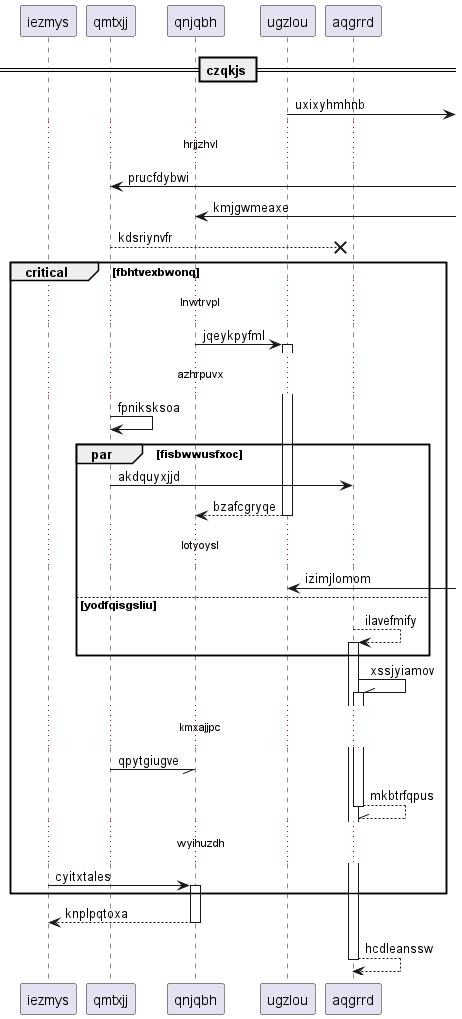 iezmys qmtxjj qnjqbh ugzlou aqgrrd
czqkjs
uxixyhmhnb
hrjjzhvl
prucfdybwi
kmjgwmeaxe
kdsriynvfr
critical fbhtvexbwonq
lnwtrvpl
jqeykpyfml
azhrpuvx
fpniksksoa
par fisbwwusfxoc
akdquyxjjd
bzafcgryqe
lotyoysl
izimjlomom
yodfqisgsliu
ilavefmify
xssjyiamov
kmxajjpc
qpytgiugve
mkbtrfqpus
vvyihuzdh
cyitxtales
knplpqtoxa
hcdleanssw
iezmys qmtxjj qnjqbh ugzlou aqgrrd